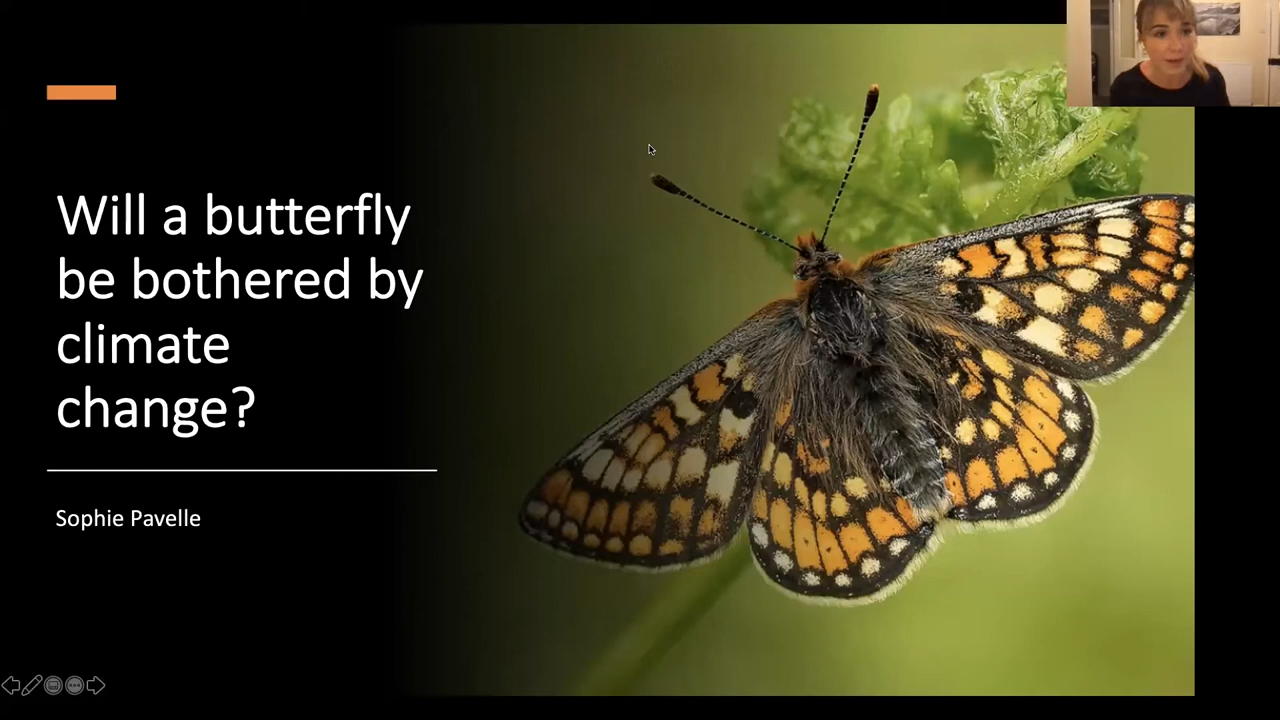 Will a butterfly
be bothered by
climate
change?
Sophie Pavelle